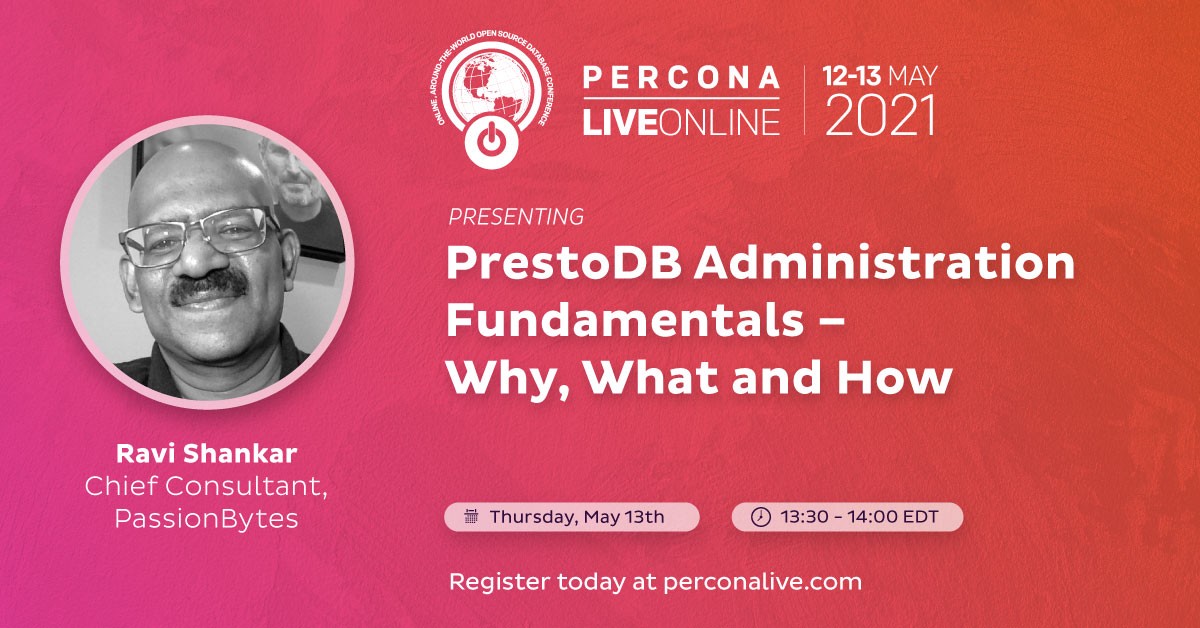 ONLINE, AROUND-THE-WORLD OPEN SOURCE DATABASE CONFERENCE
PERCONA
LIVEONLINE
12-13 MAY
2021
PRESENTING
PrestoDB Administration
Fundamentals –
Why, What and How
Ravi Shankar
Chief Consultant,
PassionBytes
Thursday, May 13th
13:30 - 14:00 EDT
Register today at perconalive.com